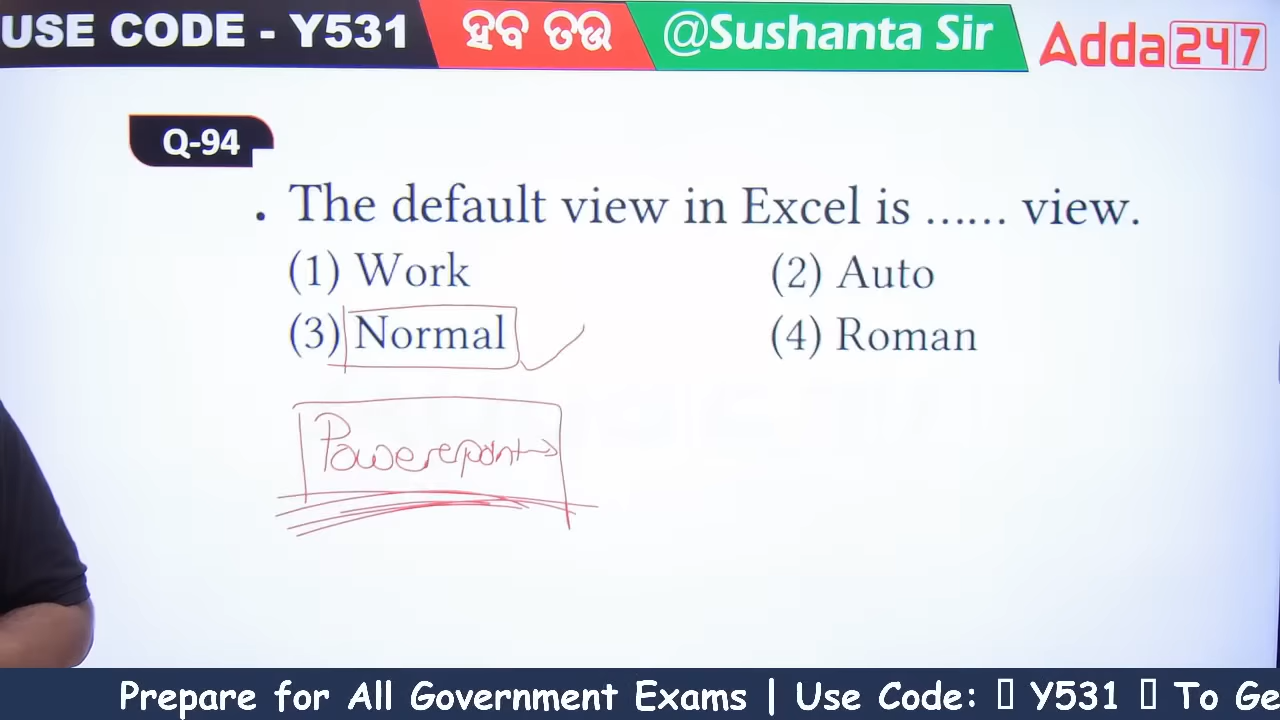 USE CODE - Y531 ହବ ତଉ @Sushanta Sir Adda247
Q-94
. The default view in Excel is ...... view.
(1) Work (2) Auto
(3) Normal (4) Roman
Powerepoint
Prepare for All Government Exams | Use Code: Y531 To Ge